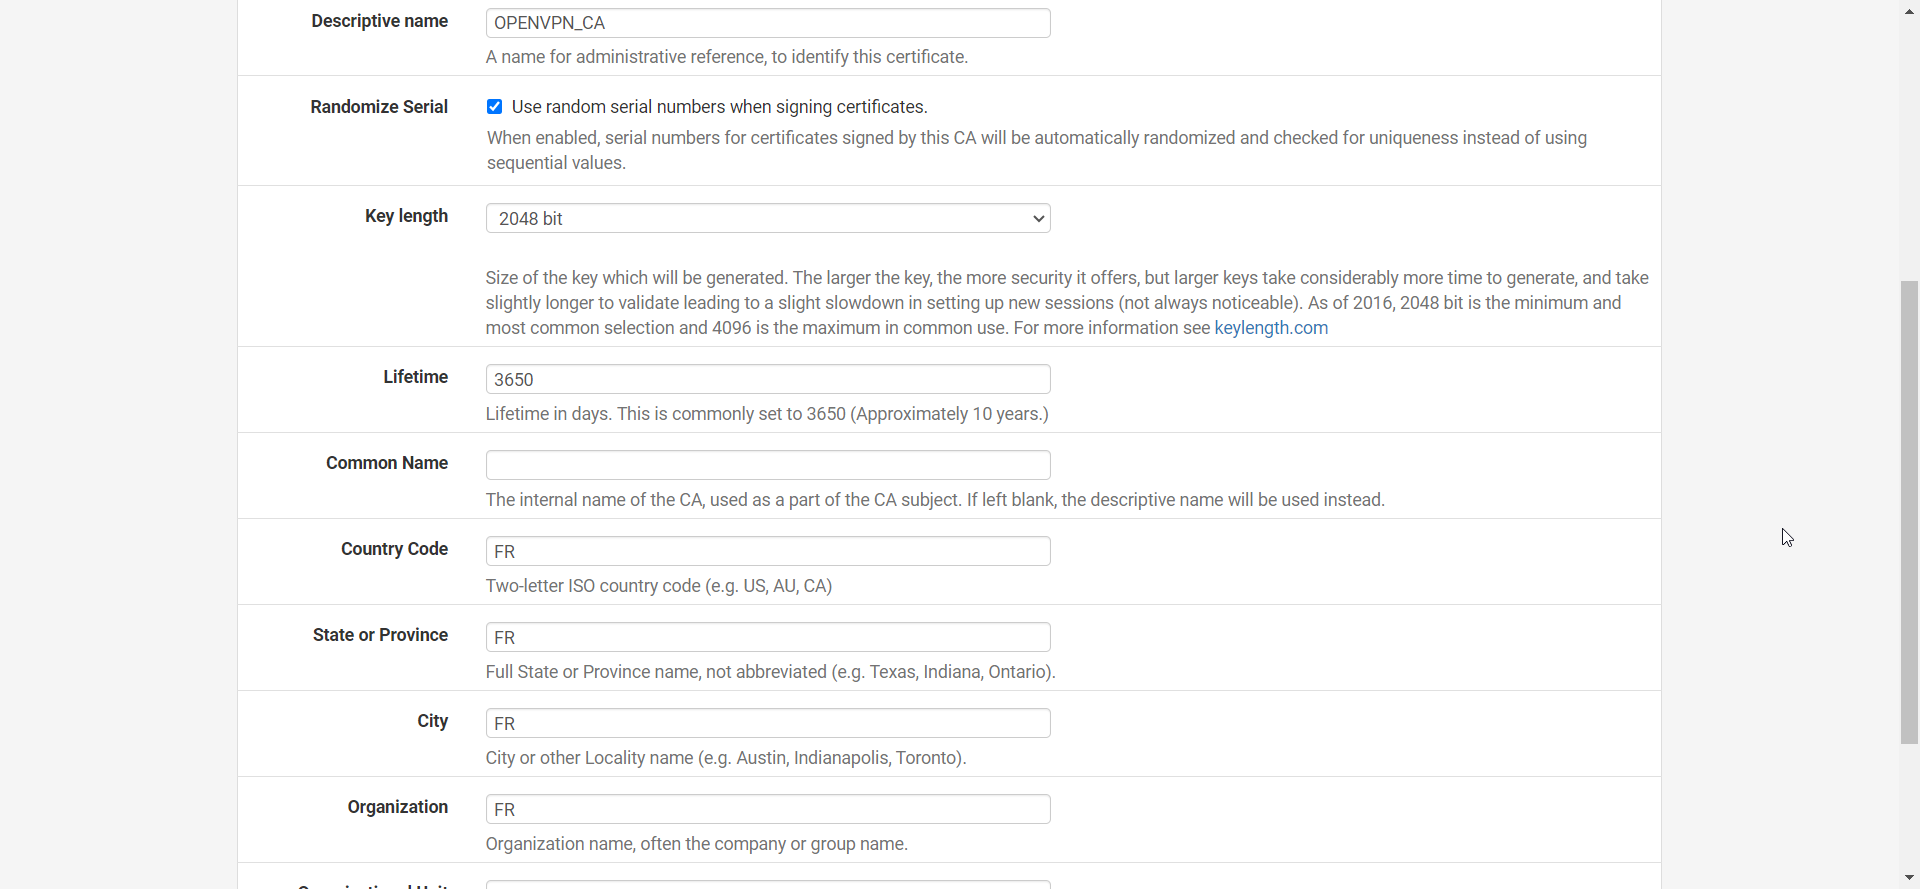 Descriptive name
OPENVPN_CA
A name for administrative reference, to identify this certificate.
Randomize Serial
Use random serial numbers when signing certificates.
When enabled, serial numbers for certificates signed by this CA will be automatically randomized and checked for uniqueness instead of using
sequential values.
Key length
2048 bit
Size of the key which will be generated. The larger the key, the more security it offers, but larger keys take considerably more time to generate, and take
slightly longer to validate leading to a slight slowdown in setting up new sessions (not always noticeable). As of 2016, 2048 bit is the minimum and
most common selection and 4096 is the maximum in common use. For more information see keylength.com
Lifetime
3650
Lifetime in days. This is commonly set to 3650 (Approximately 10 years.)
Common Name
The internal name of the CA, used as a part of the CA subject. If left blank, the descriptive name will be used instead.
Country Code
FR
Two-letter ISO country code (e.g. US, AU, CA)
State or Province
FR
Full State or Province name, not abbreviated (e.g. Texas, Indiana, Ontario).
City
FR
City or other Locality name (e.g. Austin, Indianapolis, Toronto).
Organization
FR
Organization name, often the company or group name.